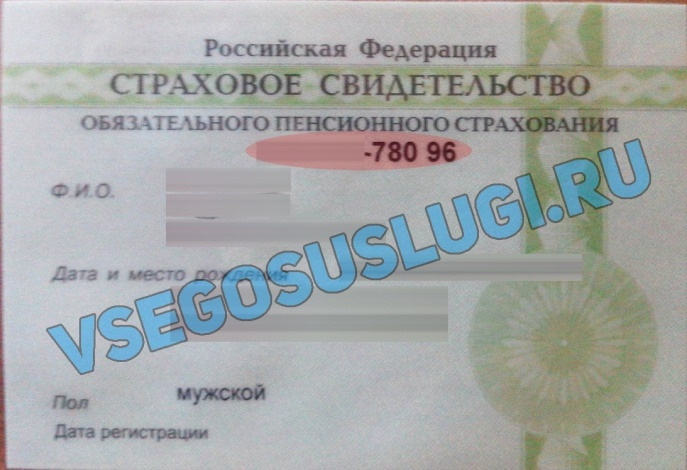 Российская Федерация
СТРАХОВОЕ СВИДЕТЕЛЬСТВО
ОБЯЗАТЕЛЬНОГО ПЕНСИОННОГО СТРАХОВАНИЯ
-780 96
Ф.И.О.
Дата и место рождения
VSEGOSUSLUGI.RU
Пол мужской
Дата регистрации